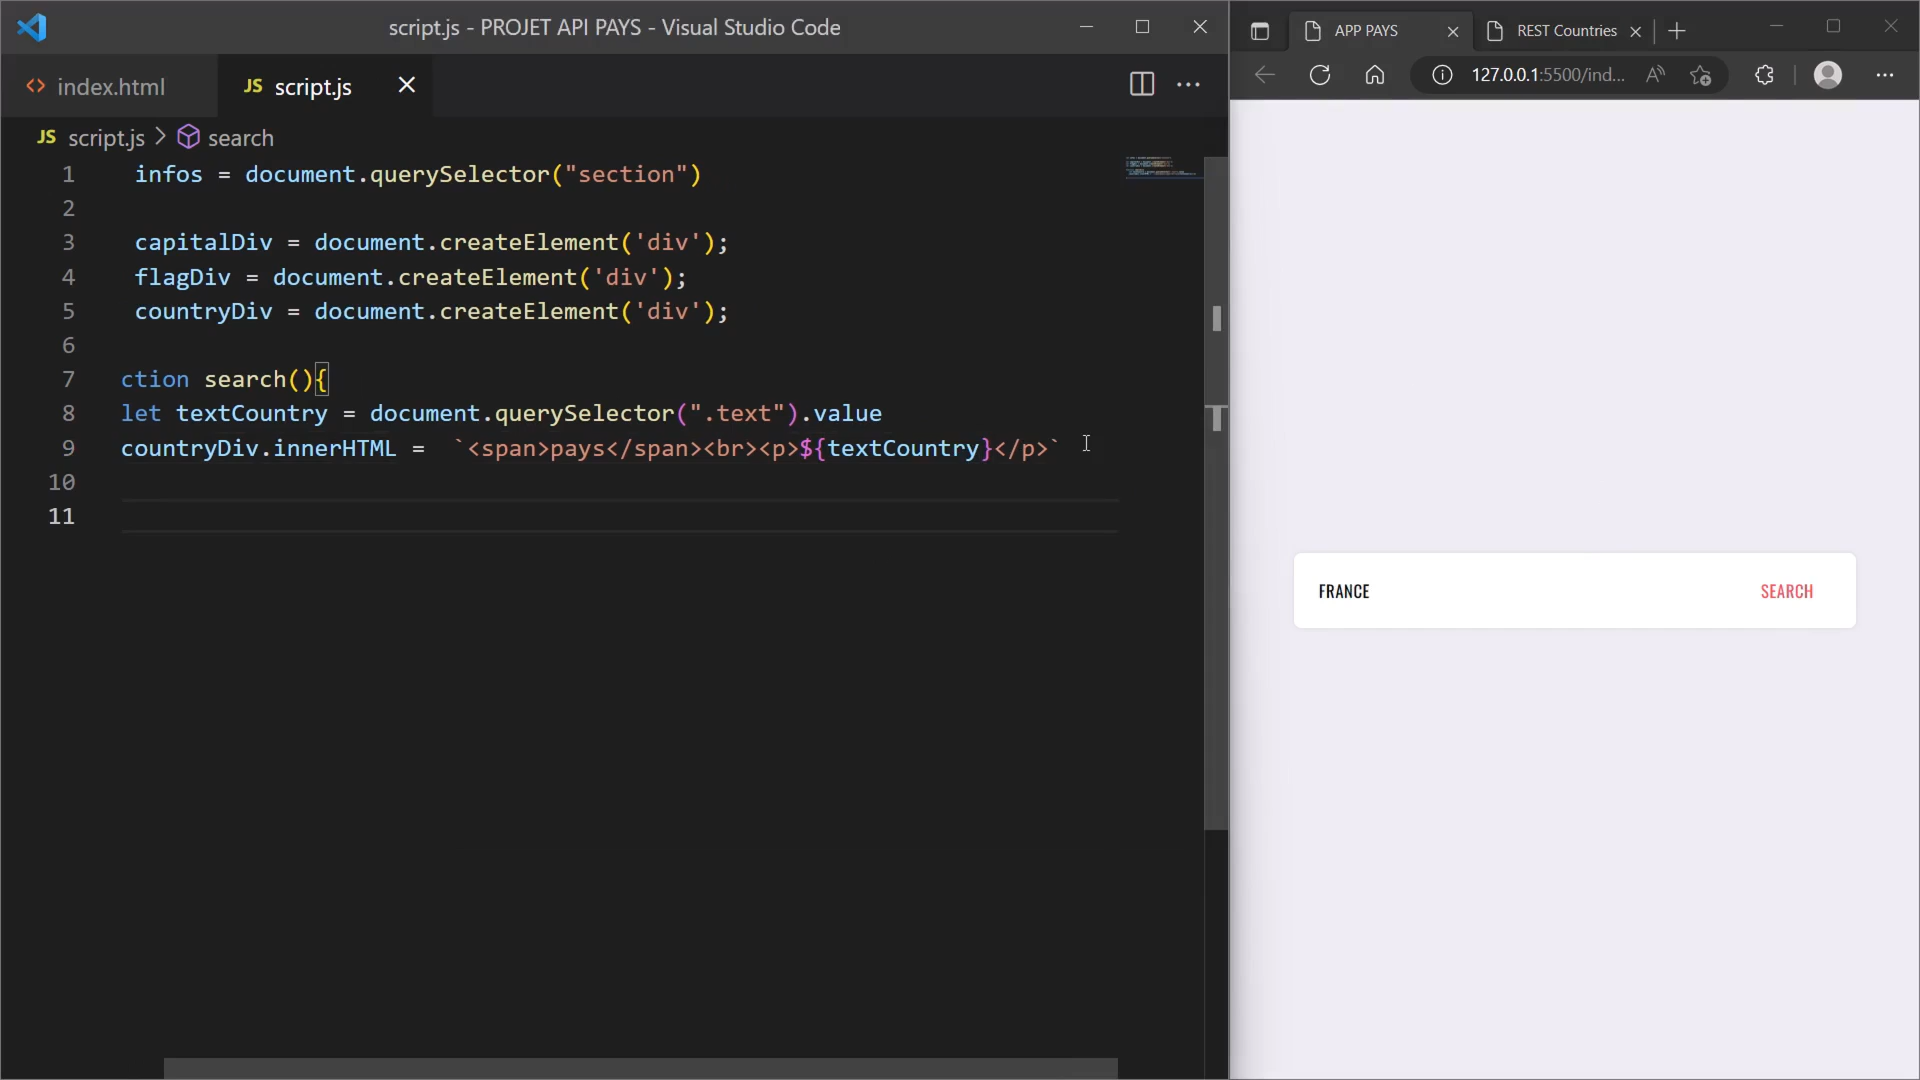 script.js - PROJET API PAYS - Visual Studio Code
index.html
JS script.js
JS script.js > search
1 infos = document.querySelector("section")
2
3 capitalDiv = document.createElement('div');
4 flagDiv = document.createElement('div');
5 countryDiv = document.createElement('div');
6
7 ction search(){
8 let textCountry = document.querySelector(".text").value
9 countryDiv.innerHTML =  `<span>pays</span><br><p>${textCountry}</p>`
10
11
APP PAYS
REST Countries
127.0.0.1:5500/ind...
FRANCE
SEARCH